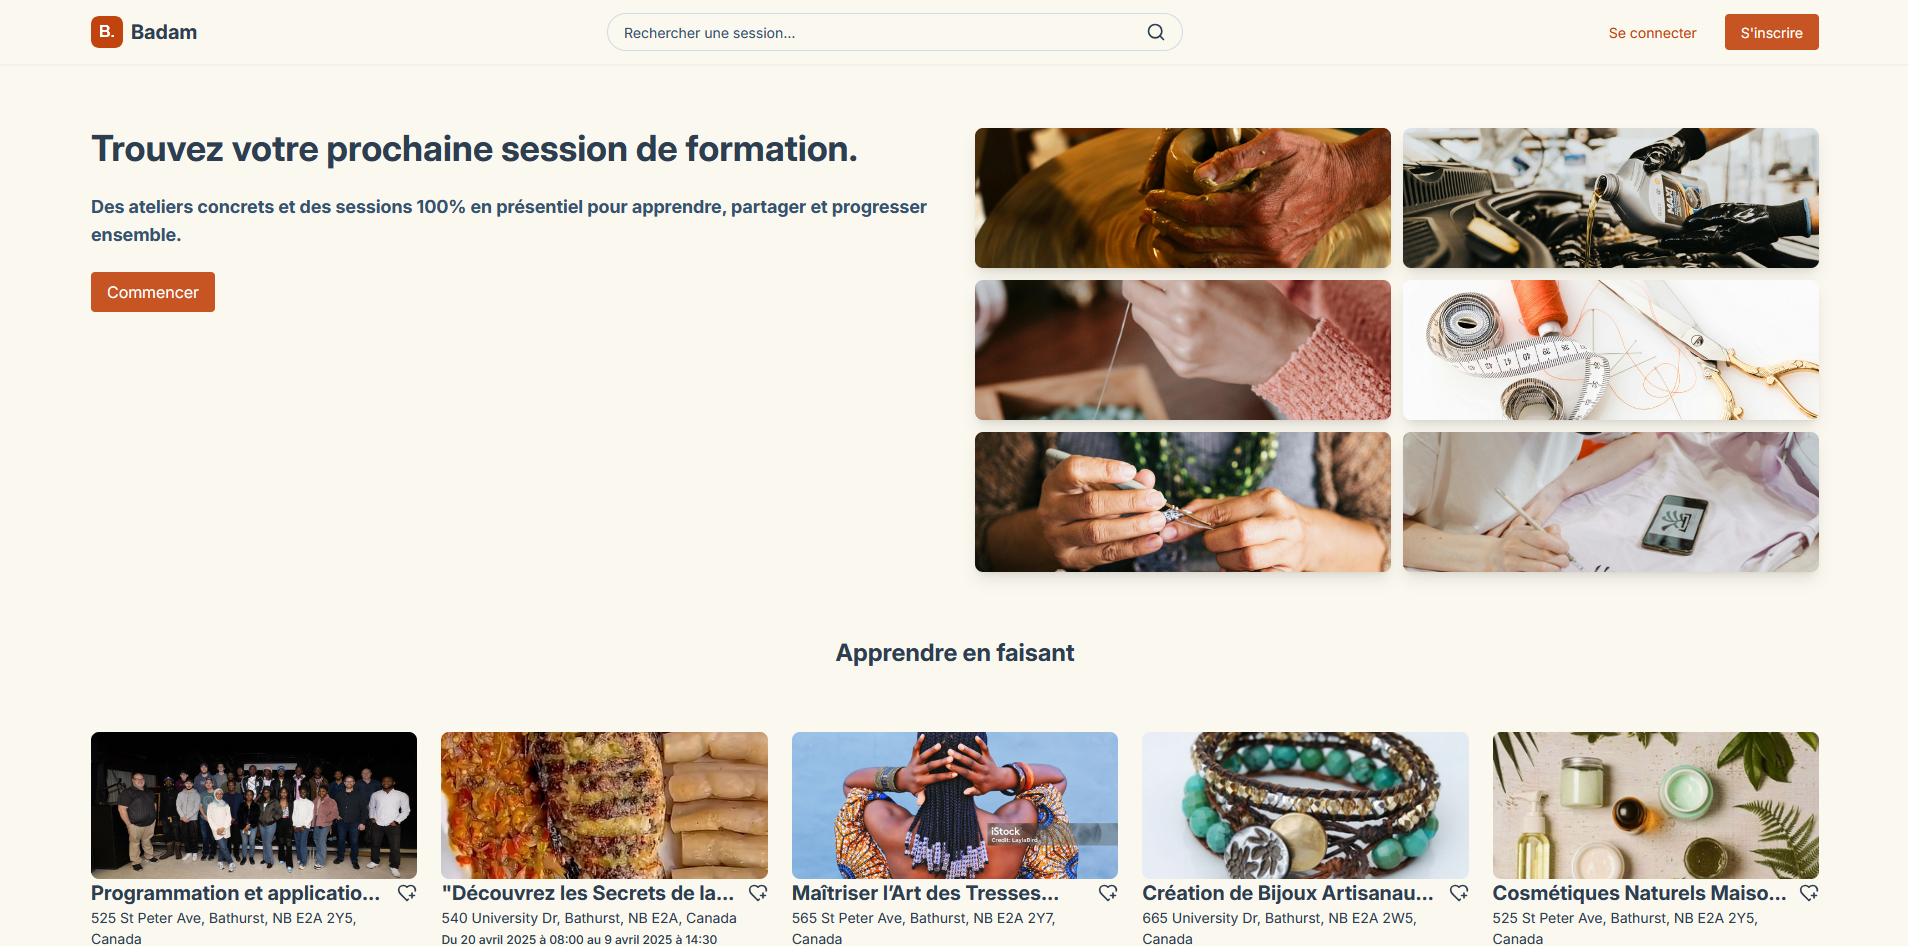 B. Badam
Rechercher une session...
Se connecter
S'inscrire
Trouvez votre prochaine session de formation.
Des ateliers concrets et des sessions 100% en présentiel pour apprendre, partager et progresser
ensemble.
Commencer
Apprendre en faisant
iStock
Credit: LaylaBird
Programmation et applicatio...
525 St Peter Ave, Bathurst, NB E2A 2Y5,
Canada
"Découvrez les Secrets de la...
540 University Dr, Bathurst, NB E2A, Canada
Du 20 avril 2025 à 08:00 au 9 avril 2025 à 14:30
Maîtriser l’Art des Tresses...
565 St Peter Ave, Bathurst, NB E2A 2Y7,
Canada
Création de Bijoux Artisanau...
665 University Dr, Bathurst, NB E2A 2W5,
Canada
Cosmétiques Naturels Maiso...
525 St Peter Ave, Bathurst, NB E2A 2Y5,
Canada